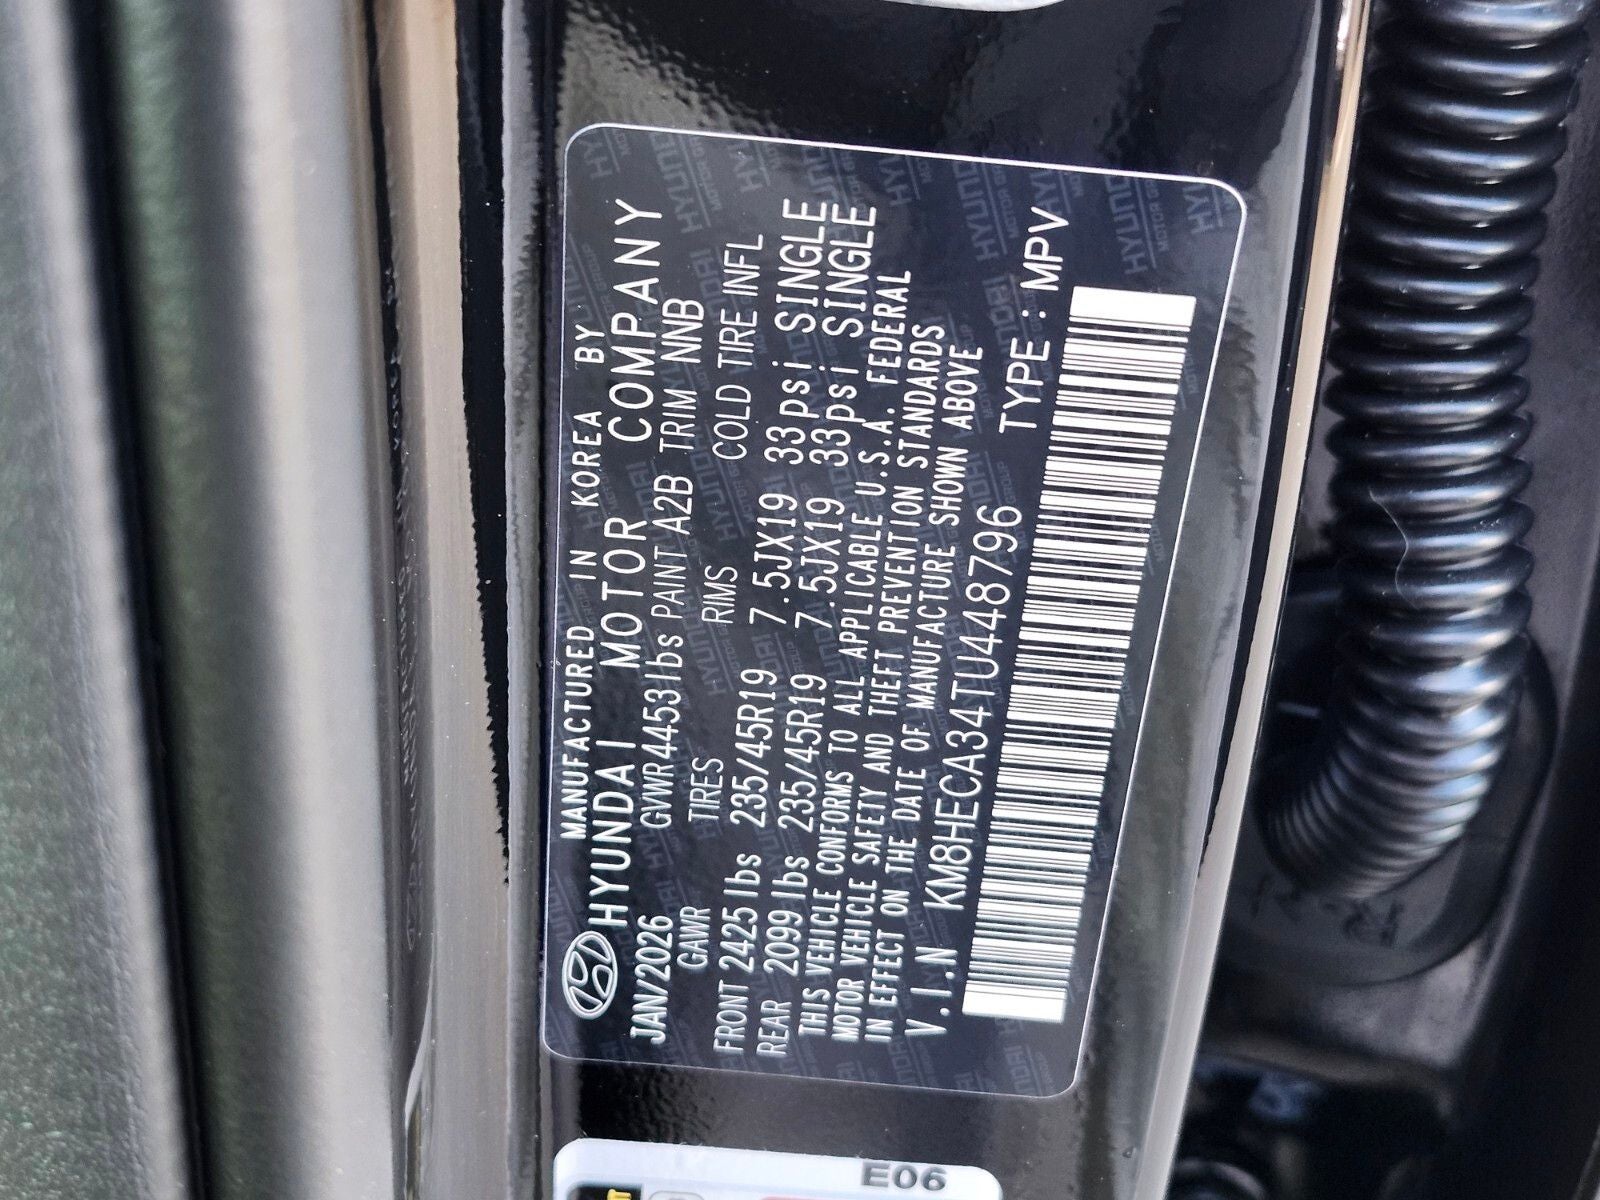 MANUFACTURED IN KOREA BY
HYUNDAI MOTOR COMPANY
JAN/2026 GVWR 4453lbs PAINT A2B TRIM NNB
GAWR TIRES RIMS COLD TIRE INFL
FRONT 2425lbs 235/45R19 7.5JX19 33psi SINGLE
REAR 2099lbs 235/45R19 7.5JX19 33psi SINGLE
THIS VEHICLE CONFORMS TO ALL APPLICABLE U.S.A. FEDERAL
MOTOR VEHICLE SAFETY AND THEFT PREVENTION STANDARDS
IN EFFECT ON THE DATE OF MANUFACTURE SHOWN ABOVE
V.I.N KM8HECA34TU448796 TYPE : MPV
E06